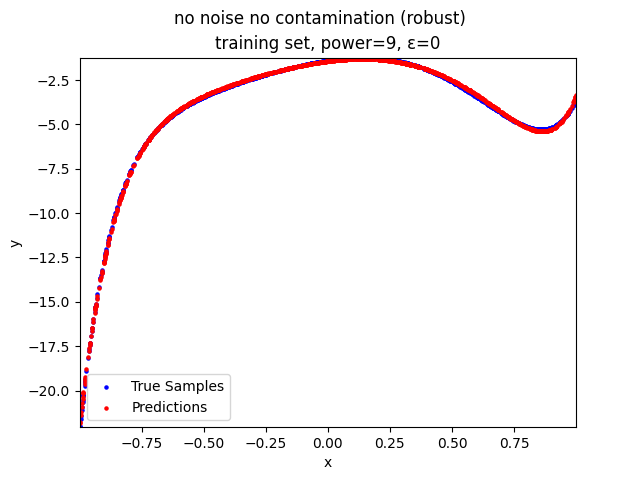 no noise no contamination (robust)
training set, power=9, ε=0
y
−2.5
−5.0
−7.5
−10.0
−12.5
−15.0
−17.5
−20.0
True Samples
Predictions
−0.75
−0.50
−0.25
0.00
0.25
0.50
0.75
x